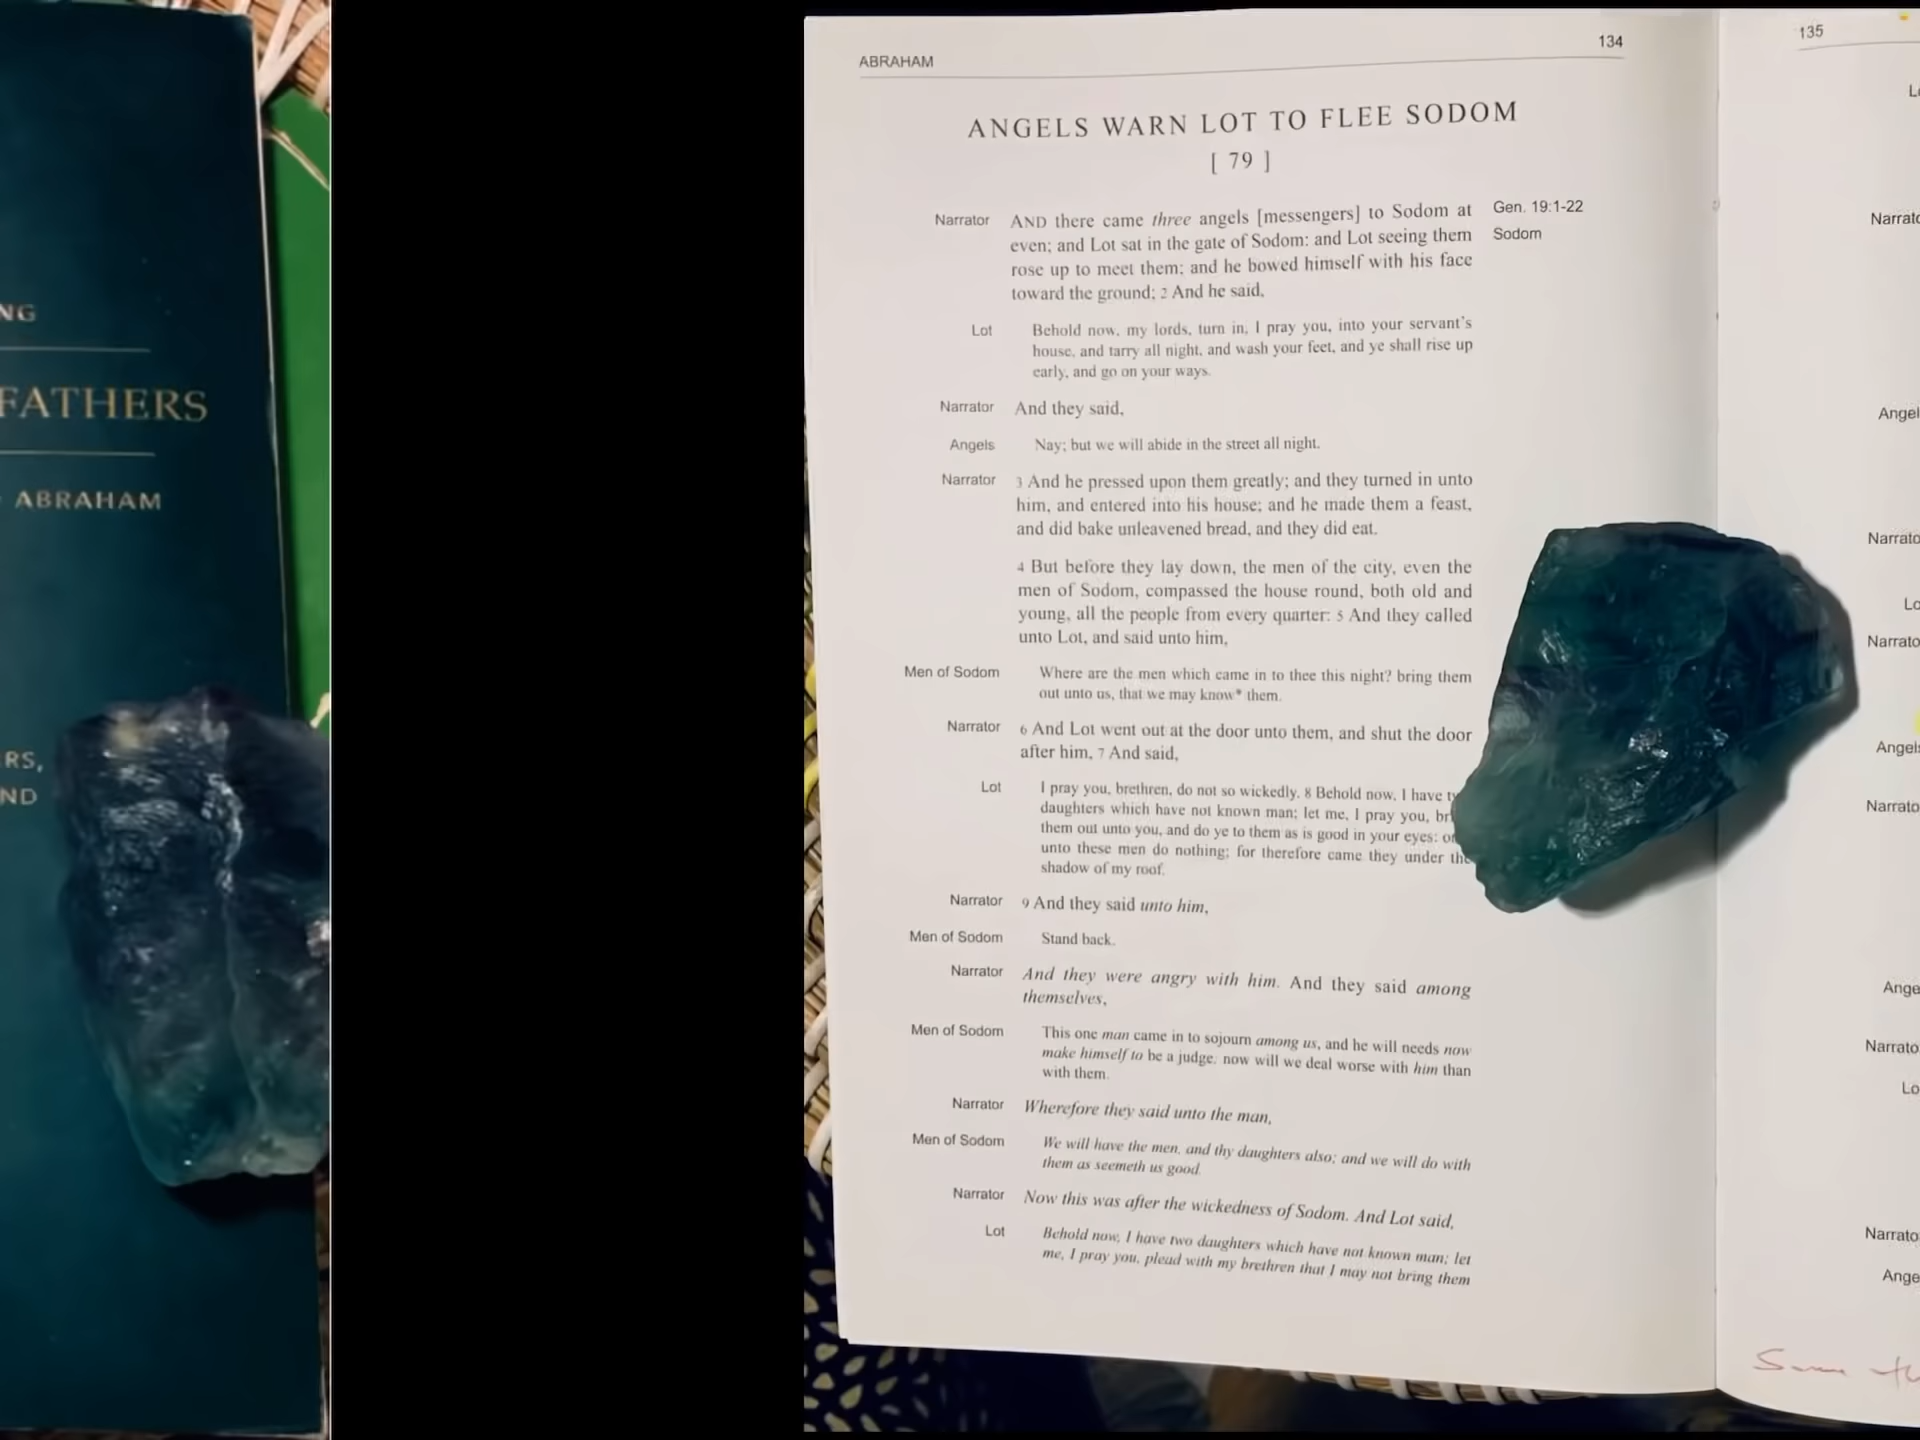 NG
FATHERS
ABRAHAM
RS,
ND
ABRAHAM
134
ANGELS WARN LOT TO FLEE SODOM
[ 79 ]
Narrator AND there came three angels [messengers] to Sodom at Gen. 19:1-22
even; and Lot sat in the gate of Sodom: and Lot seeing them Sodom
rose up to meet them; and he bowed himself with his face
toward the ground; 2 And he said,
Lot Behold now, my lords, turn in, I pray you, into your servant's
house, and tarry all night, and wash your feet, and ye shall rise up
early, and go on your ways.
Narrator And they said,
Angels Nay; but we will abide in the street all night.
Narrator 3 And he pressed upon them greatly; and they turned in unto
him, and entered into his house; and he made them a feast,
and did bake unleavened bread, and they did eat.
4 But before they lay down, the men of the city, even the
men of Sodom, compassed the house round, both old and
young, all the people from every quarter: 5 And they called
unto Lot, and said unto him,
Men of Sodom Where are the men which came in to thee this night? bring them
out unto us, that we may know* them.
Narrator 6 And Lot went out at the door unto them, and shut the door
after him, 7 And said,
Lot I pray you, brethren, do not so wickedly. 8 Behold now, I have
daughters which have not known man; let me, I pray you,
them out unto you, and do ye to them as is good in your eyes:
unto these men do nothing; for therefore came they under the
shadow of my roof.
Narrator 9 And they said unto him,
Men of Sodom Stand back.
Narrator And they were angry with him. And they said among
themselves,
Men of Sodom This one man came in to sojourn among us, and he will needs now
make himself to be a judge: now will we deal worse with him than
with them.
Narrator Wherefore they said unto the man,
Men of Sodom We will have the men, and thy daughters also; and we will do with
them as seemeth us good.
Narrator Now this was after the wickedness of Sodom. And Lot said,
Lot Behold now, I have two daughters which have not known man; let
me, I pray you, plead with my brethren that I may not bring them
135
Lo
Narrato
Angel
Narrato
Lo
Narrato
Angels
Narrato
Ange
Narrato
Lo
Narrato
Ange